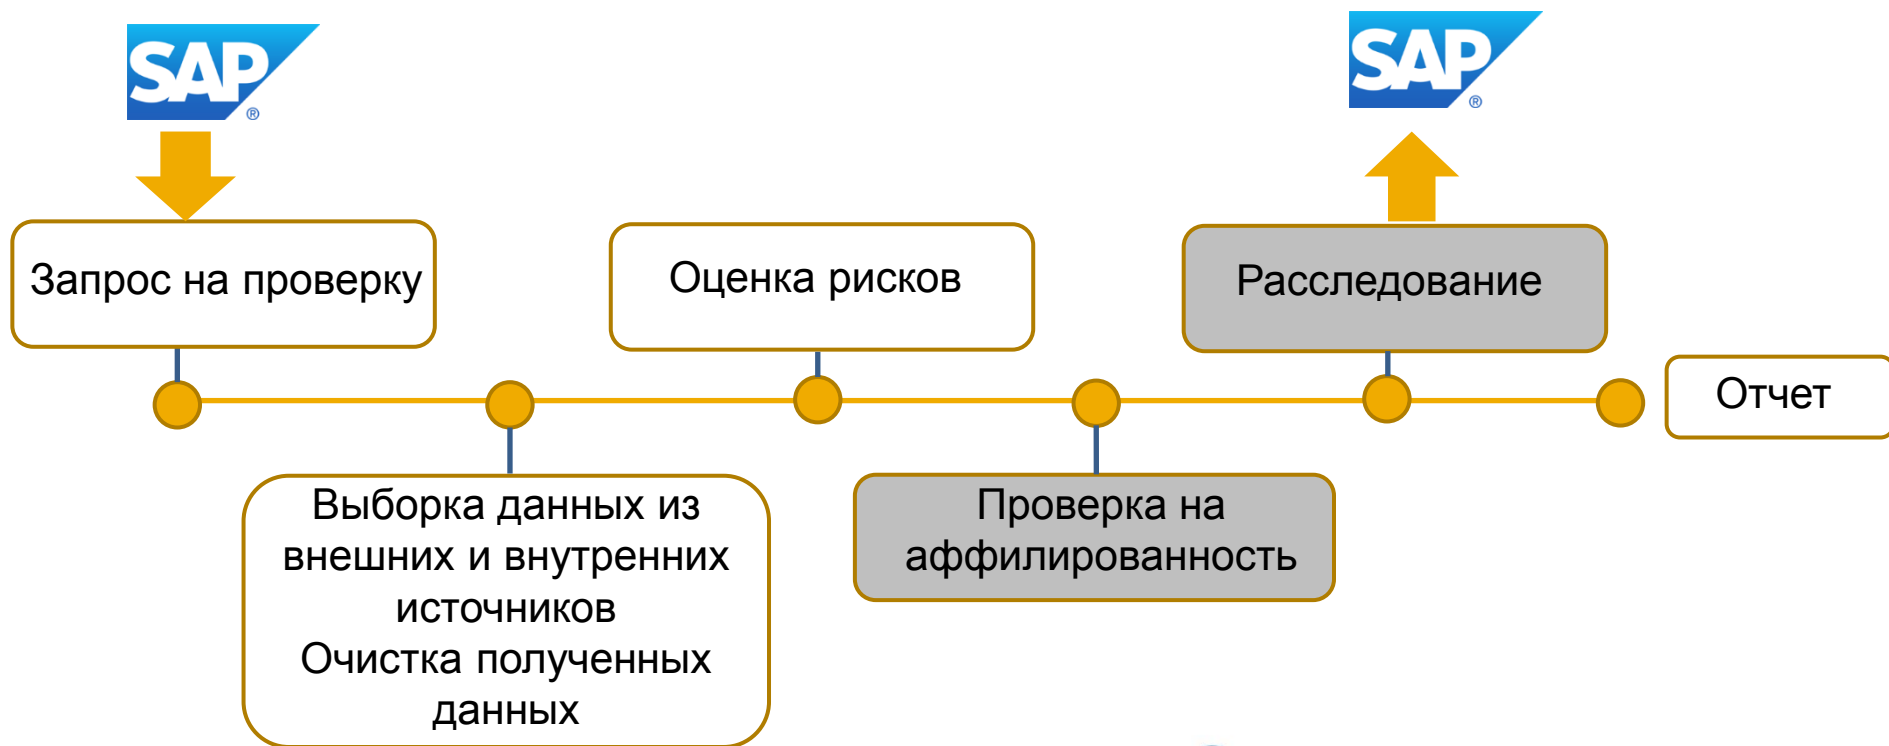 SAP
®
SAP
®
Запрос на проверку
Оценка рисков
Расследование
Отчет
Выборка данных из
внешних и внутренних
источников
Очистка полученных
данных
Проверка на
аффилированность